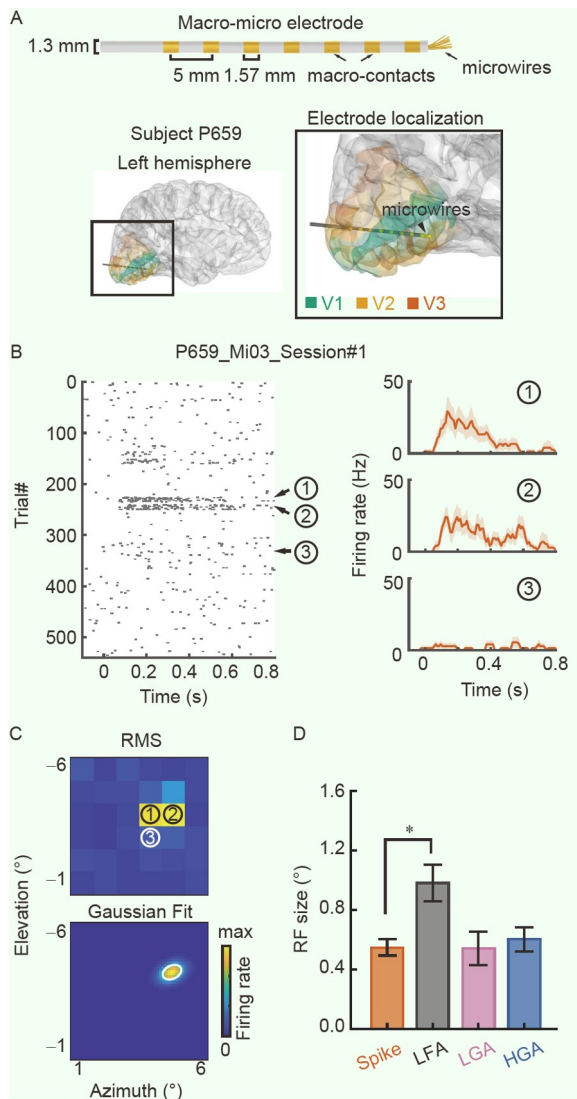 A
Macro-micro electrode
1.3 mm
5 mm 1.57 mm macro-contacts microwires
Subject P659
Left hemisphere
Electrode localization
microwires
V1 V2 V3
B
P659_Mi03_Session#1
Trial#
0
100
200
300
400
500
0 0.2 0.4 0.6 0.8
Time (s)
①
②
③
Firing rate (Hz)
50
0
①
50
0
②
50
0
③
0 0.4 0.8
Time (s)
C
RMS
Elevation (°)
−6
−1
① ②
③
Gaussian Fit
−6
−1
1 6
Azimuth (°)
max
Firing rate
0
D
RF size (°)
1.6
1.2
0.8
0.4
0.0
*
Spike LFA LGA HGA